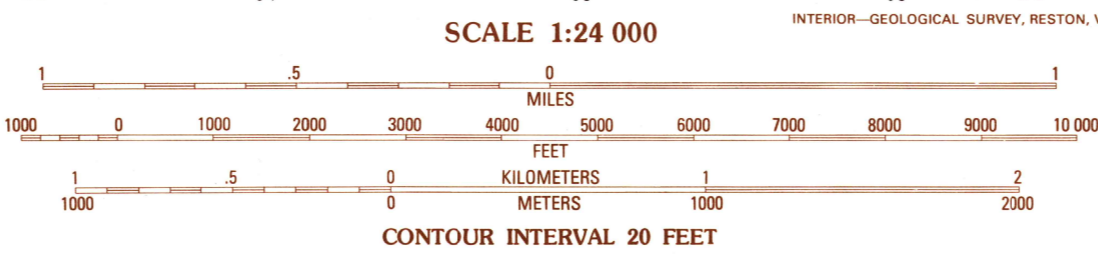 INTERIOR—GEOLOGICAL SURVEY, RESTON, V
SCALE 1:24 000
1 .5 0 1
MILES
1000 0 1000 2000 3000 4000 5000 6000 7000 8000 9000 10 000
FEET
1 .5 0 KILOMETERS 1 2
1000 0 METERS 1000 2000
CONTOUR INTERVAL 20 FEET